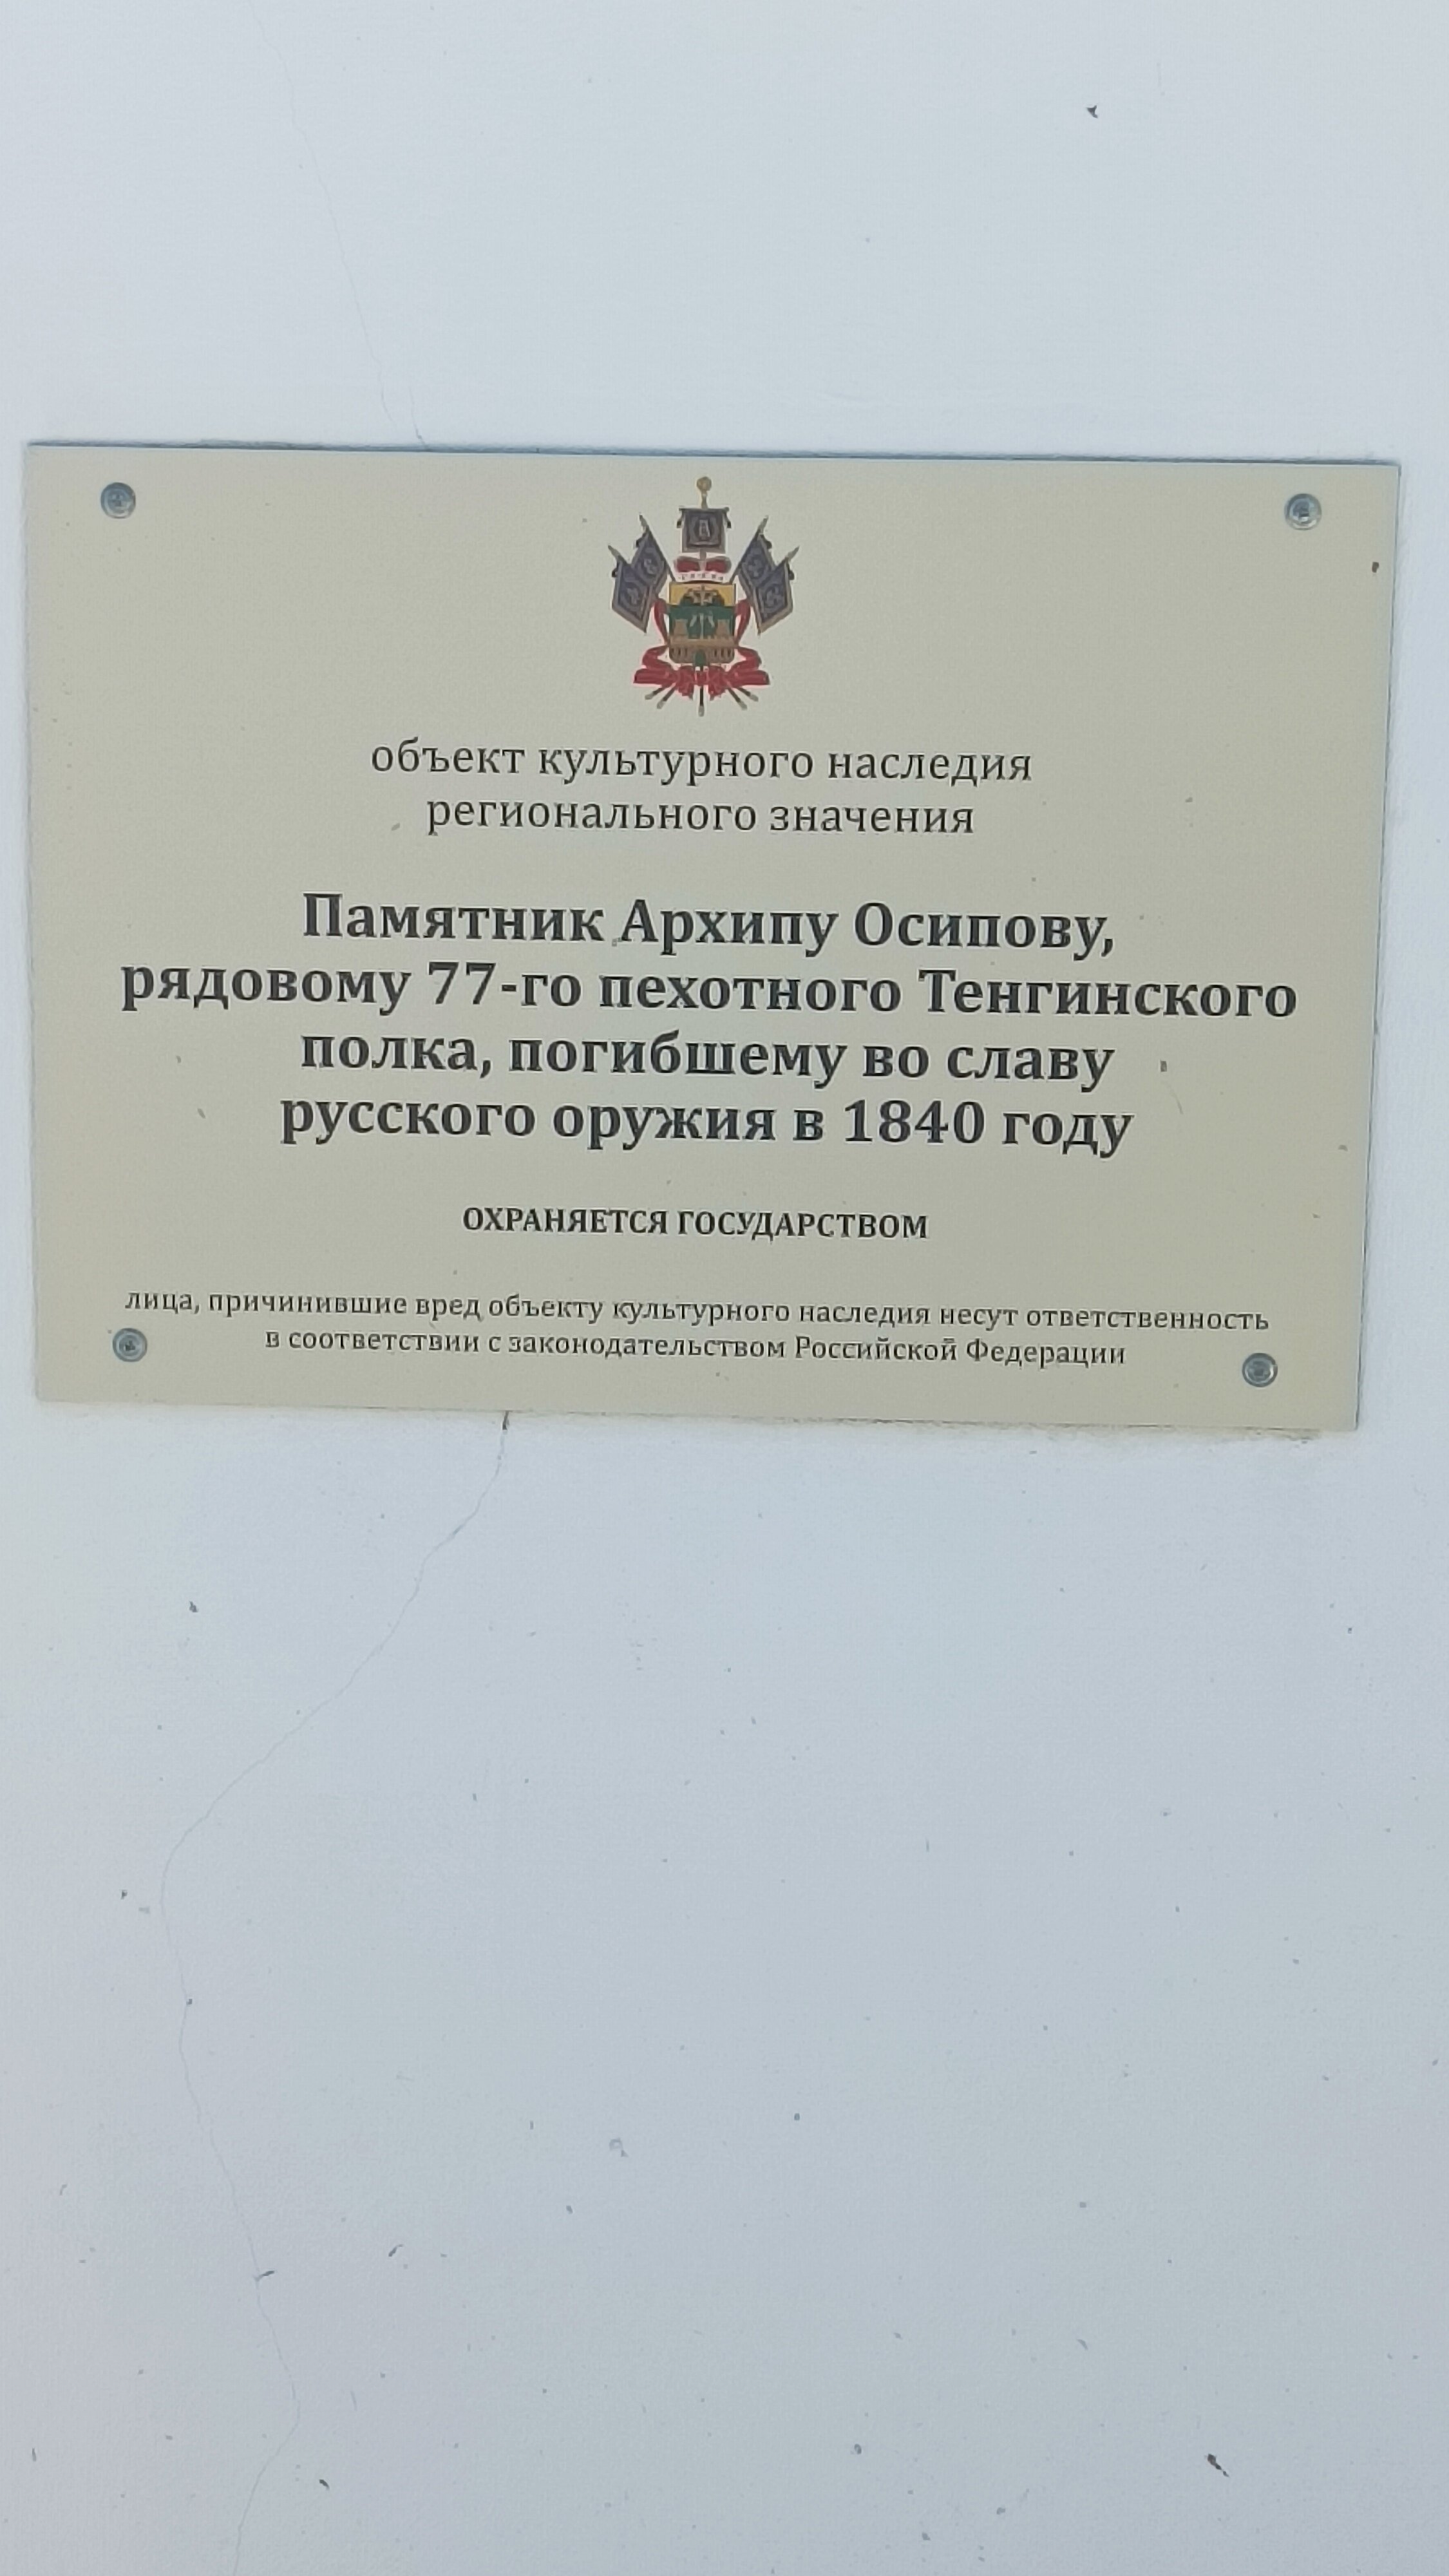 объект культурного наследия
регионального значения
Памятник Архипу Осипову,
рядовому 77-го пехотного Тенгинского
полка, погибшему во славу
русского оружия в 1840 году
ОХРАНЯЕТСЯ ГОСУДАРСТВОМ
лица, причинившие вред объекту культурного наследия несут ответственность
в соответствии с законодательством Российской Федерации